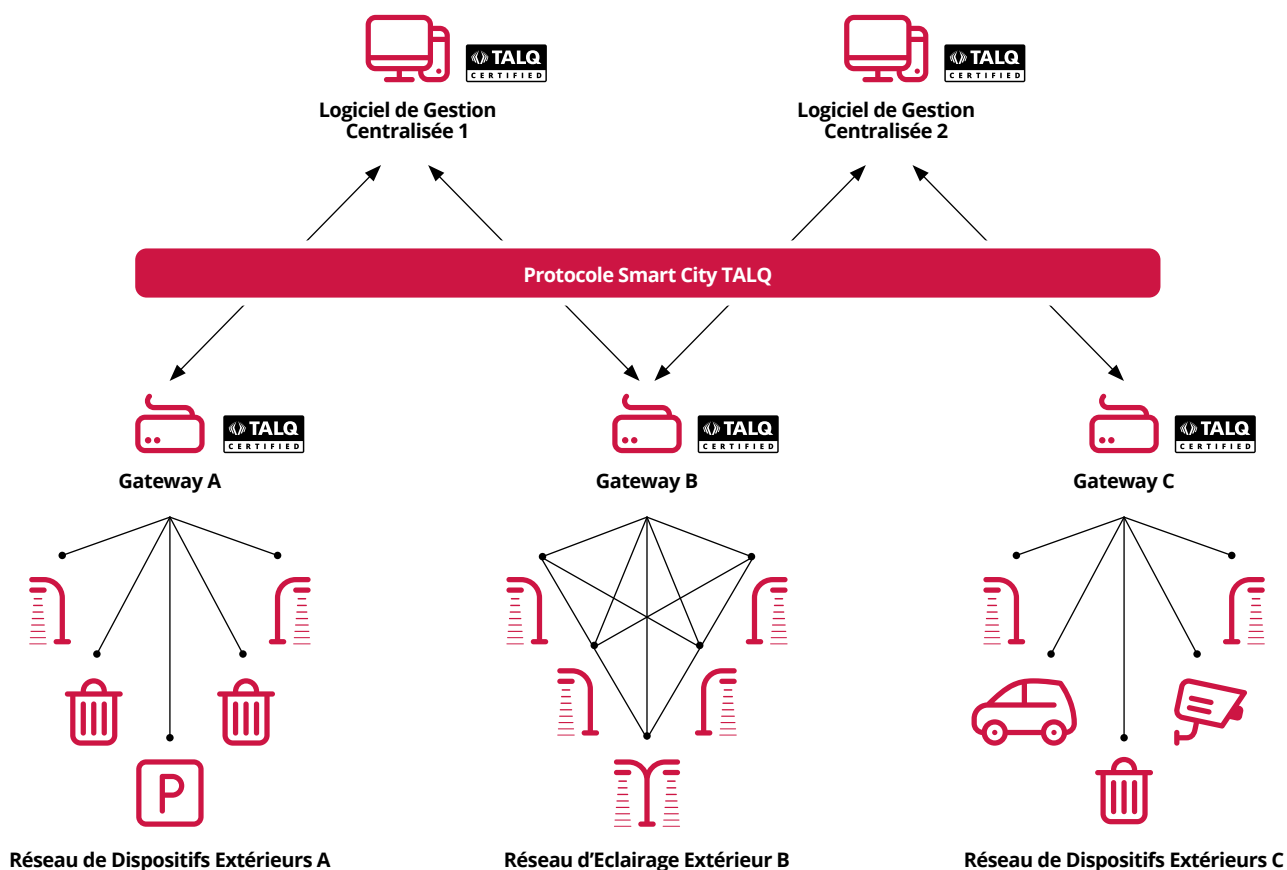 TALQ
CERTIFIED
TALQ
CERTIFIED
Logiciel de Gestion
Centralisée 1
Logiciel de Gestion
Centralisée 2
Protocole Smart City TALQ
TALQ
CERTIFIED
TALQ
CERTIFIED
TALQ
CERTIFIED
Gateway A
Gateway B
Gateway C
P
Réseau de Dispositifs Extérieurs A
Réseau d'Eclairage Extérieur B
Réseau de Dispositifs Extérieurs C